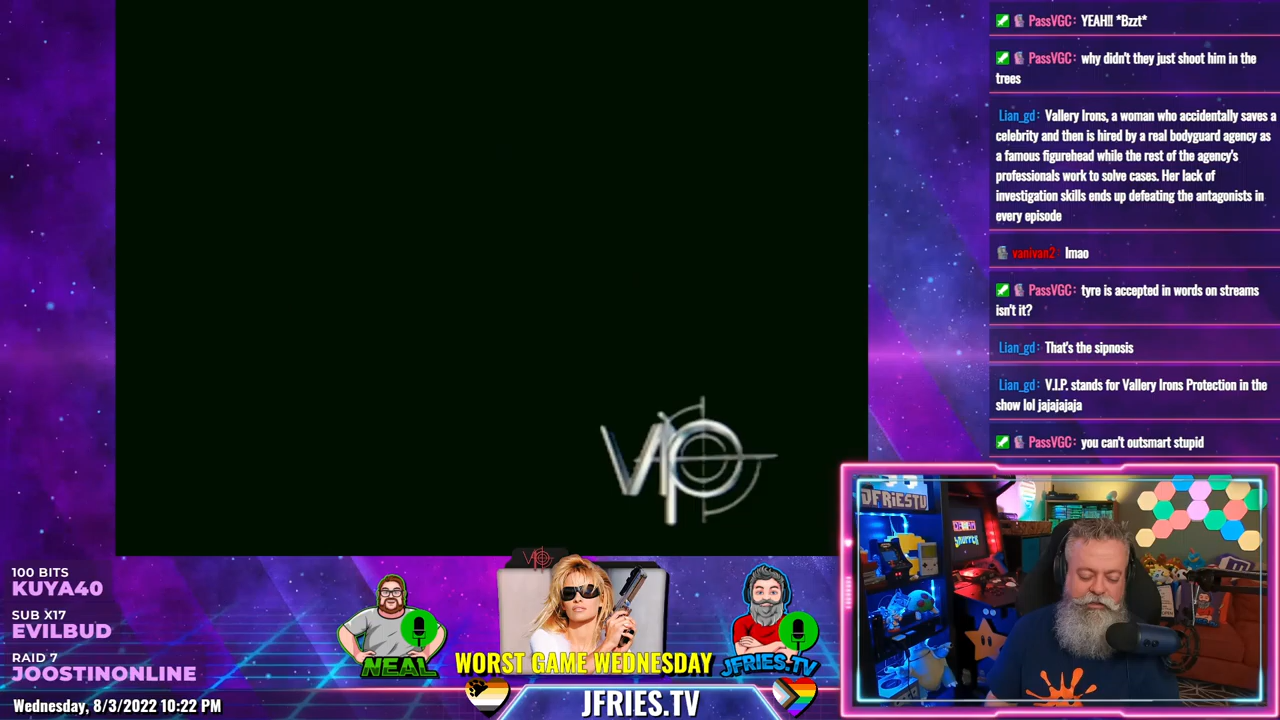 PassVGC: YEAH!! *Bzzt*
PassVGC: why didn't they just shoot him in the
trees
Lian_gd: Vallery Irons, a woman who accidentally saves a
celebrity and then is hired by a real bodyguard agency as
a famous figurehead while the rest of the agency's
professionals work to solve cases. Her lack of
investigation skills ends up defeating the antagonists in
every episode
vanivan2: lmao
PassVGC: tyre is accepted in words on streams
isn't it?
Lian_gd: That's the sipnosis
Lian_gd: V.I.P. stands for Vallery Irons Protection in the
show lol jajajajaja
PassVGC: you can't outsmart stupid
VIP
JFRIESTV
100 BITS
KUYA40
SUB X17
EVILBUD
RAID 7
JOOSTINONLINE
Wednesday, 8/3/2022 10:22 PM
VIP
NEAL
WORST GAME WEDNESDAY
JFRIES.TV
JFRIES.TV